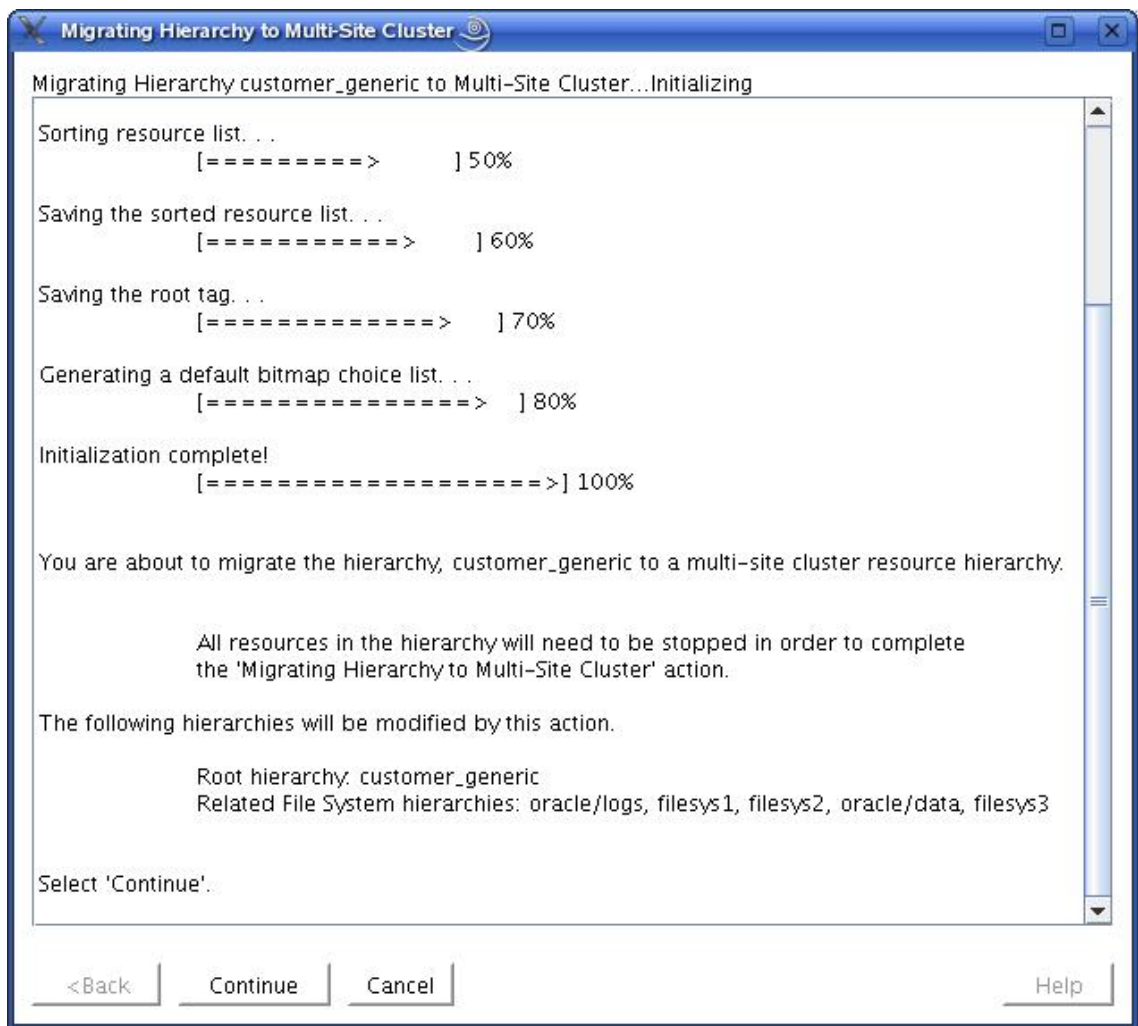 Migrating Hierarchy to Multi-Site Cluster
Migrating Hierarchy customer_generic to Multi-Site Cluster...Initializing
Sorting resource list. . .
[= = = = = = = = = > ] 50%
Saving the sorted resource list. . .
[= = = = = = = = = = = > ] 60%
Saving the root tag. . .
[= = = = = = = = = = = = = > ] 70%
Generating a default bitmap choice list. . .
[= = = = = = = = = = = = = = = > ] 80%
Initialization complete!
[= = = = = = = = = = = = = = = = = = = >] 100%
You are about to migrate the hierarchy, customer_generic to a multi-site cluster resource hierarchy.
All resources in the hierarchy will need to be stopped in order to complete
the 'Migrating Hierarchy to Multi-Site Cluster' action.
The following hierarchies will be modified by this action.
Root hierarchy: customer_generic
Related File System hierarchies: oracle/logs, filesys1, filesys2, oracle/data, filesys3
Select 'Continue'.
<Back Continue Cancel Help